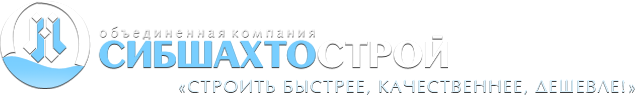 объединенная компания
СИБШАХТОСТРОЙ
«СТРОИТЬ БЫСТРЕЕ, КАЧЕСТВЕННЕЕ, ДЕШЕВЛЕ!»